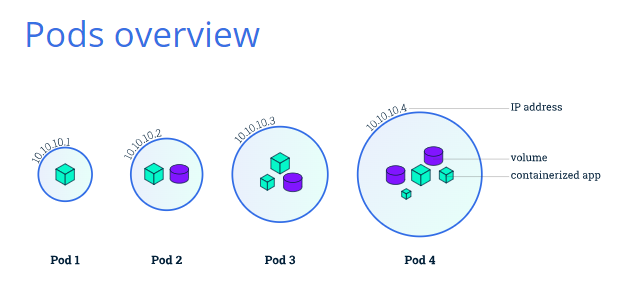 Pods overview
10.10.10.1
10.10.10.2
10.10.10.3
10.10.10.4
IP address
volume
containerized app
Pod 1
Pod 2
Pod 3
Pod 4